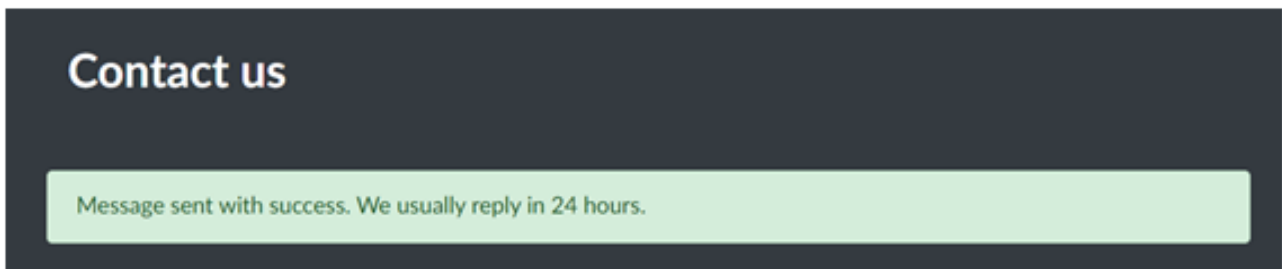 Contact us
Message sent with success. We usually reply in 24 hours.